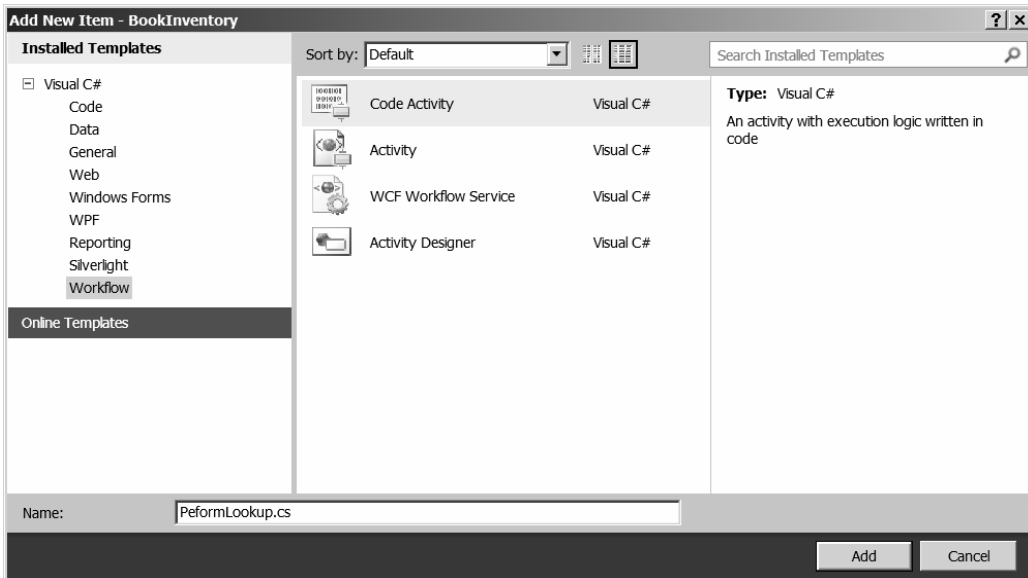 Add New Item - BookInventory
Installed Templates
Visual C#
Code
Data
General
Web
Windows Forms
WPF
Reporting
Silverlight
Workflow
Online Templates
Sort by: Default
Search Installed Templates
Code Activity Visual C#
Activity Visual C#
WCF Workflow Service Visual C#
Activity Designer Visual C#
Type: Visual C#
An activity with execution logic written in
code
Name: PeformLookup.cs
Add Cancel